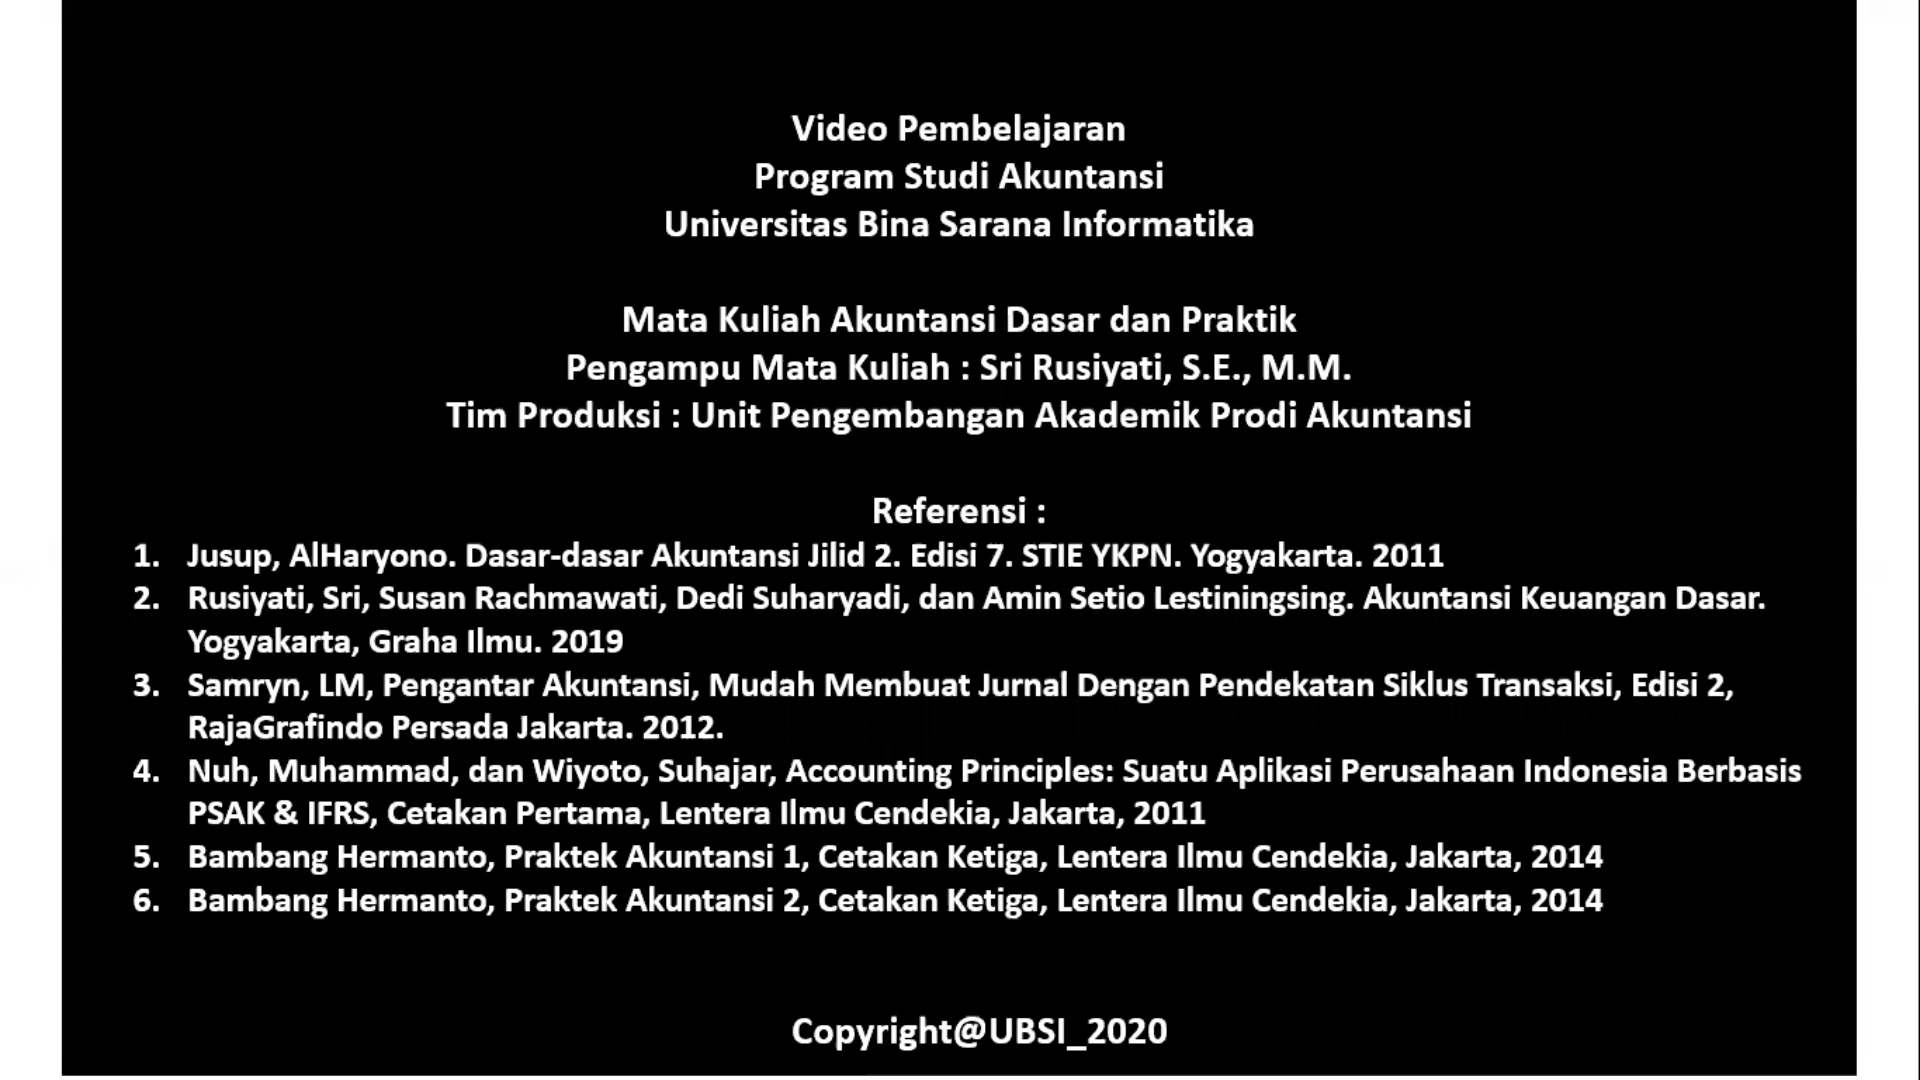 Video Pembelajaran
Program Studi Akuntansi
Universitas Bina Sarana Informatika
Mata Kuliah Akuntansi Dasar dan Praktik
Pengampu Mata Kuliah : Sri Rusiyati, S.E., M.M.
Tim Produksi : Unit Pengembangan Akademik Prodi Akuntansi
Referensi :
1. Jusup, AlHaryono. Dasar-dasar Akuntansi Jilid 2. Edisi 7. STIE YKPN. Yogyakarta. 2011
2. Rusiyati, Sri, Susan Rachmawati, Dedi Suharyadi, dan Amin Setio Lestiningsing. Akuntansi Keuangan Dasar.
Yogyakarta, Graha Ilmu. 2019
3. Samryn, LM, Pengantar Akuntansi, Mudah Membuat Jurnal Dengan Pendekatan Siklus Transaksi, Edisi 2,
RajaGrafindo Persada Jakarta. 2012.
4. Nuh, Muhammad, dan Wiyoto, Suhajar, Accounting Principles: Suatu Aplikasi Perusahaan Indonesia Berbasis
PSAK & IFRS, Cetakan Pertama, Lentera Ilmu Cendekia, Jakarta, 2011
5. Bambang Hermanto, Praktek Akuntansi 1, Cetakan Ketiga, Lentera Ilmu Cendekia, Jakarta, 2014
6. Bambang Hermanto, Praktek Akuntansi 2, Cetakan Ketiga, Lentera Ilmu Cendekia, Jakarta, 2014
Copyright@UBSI_2020